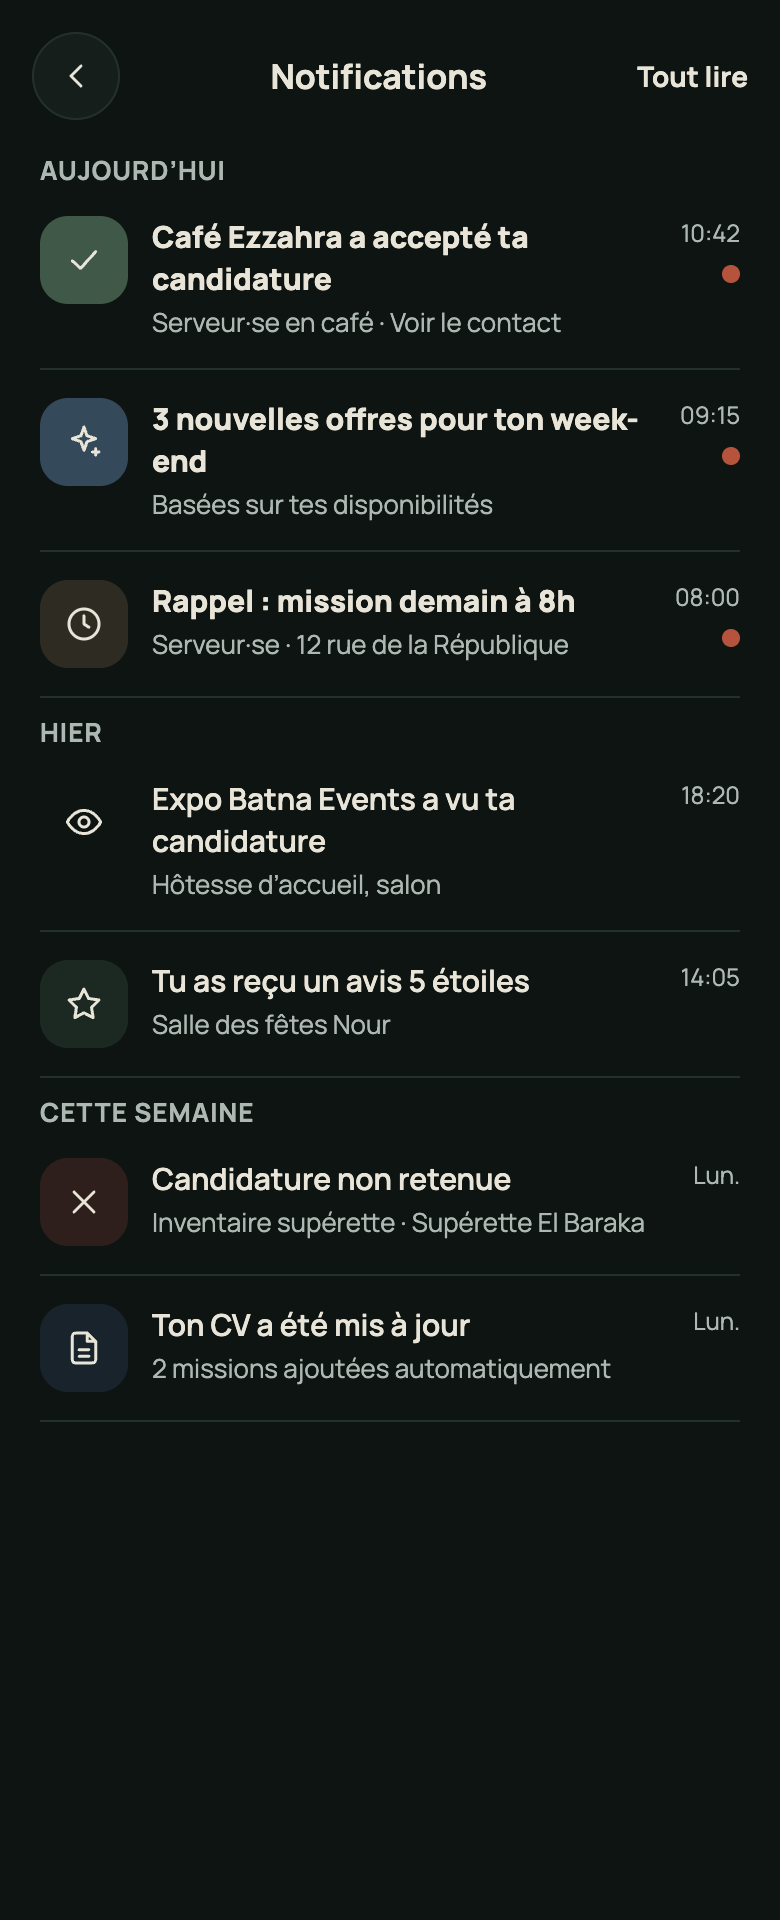 Notifications
Tout lire
AUJOURD’HUI
Café Ezzahra a accepté ta
candidature
10:42
Serveur·se en café · Voir le contact
3 nouvelles offres pour ton week-
end
09:15
Basées sur tes disponibilités
Rappel : mission demain à 8h
08:00
Serveur·se · 12 rue de la République
HIER
Expo Batna Events a vu ta
candidature
18:20
Hôtesse d’accueil, salon
Tu as reçu un avis 5 étoiles
14:05
Salle des fêtes Nour
CETTE SEMAINE
Candidature non retenue
Lun.
Inventaire supérette · Supérette El Baraka
Ton CV a été mis à jour
Lun.
2 missions ajoutées automatiquement